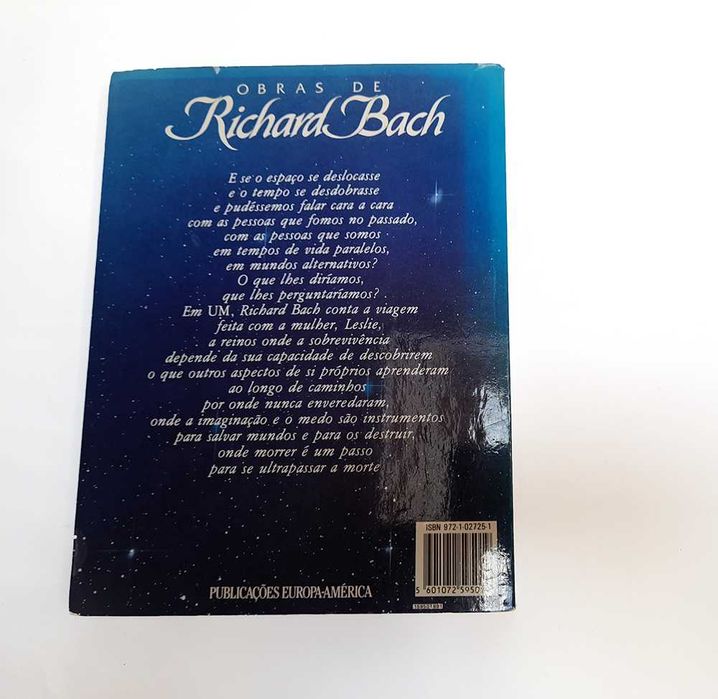 OBRAS DE
Richard Bach
E se o espaço se deslocasse
e o tempo se desdobrasse
e pudéssemos falar cara a cara
com as pessoas que fomos no passado,
com as pessoas que somos
em tempos de vida paralelos,
em mundos alternativos?
O que lhes diríamos,
que lhes perguntaríamos?
Em UM, Richard Bach conta a viagem
feita com a mulher, Leslie,
a reinos onde a sobrevivência
depende da sua capacidade de descobrirem
o que outros aspectos de si próprios aprenderam
ao longo de caminhos
por onde nunca enveredaram,
onde a imaginação e o medo são instrumentos
para salvar mundos e para os destruir,
onde morrer é um passo
para se ultrapassar a morte
ISBN 972-1-02725-1
5 601072 5950
PUBLICAÇÕES EUROPA-AMÉRICA